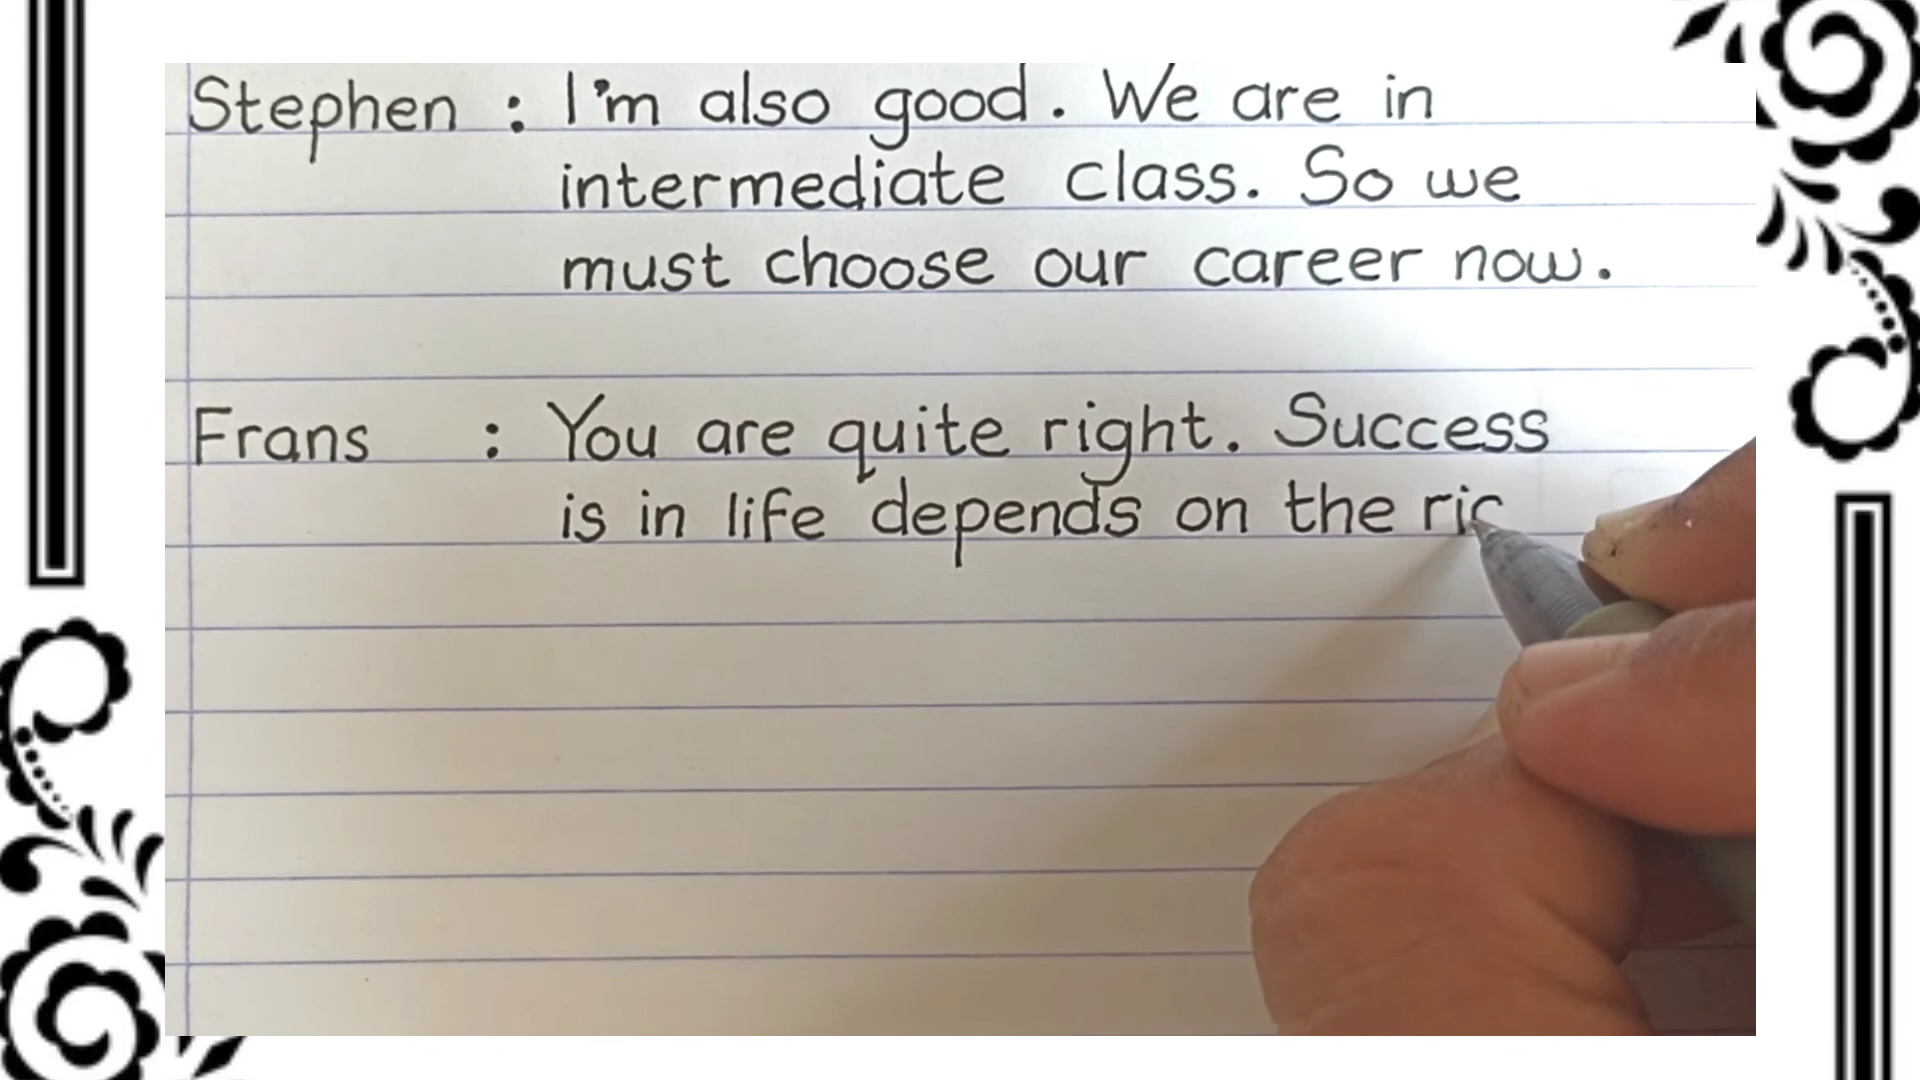 Stephen : I'm also good. We are in
intermediate class. So we
must choose our career now.
Frans : You are quite right. Success
is in life depends on the ric